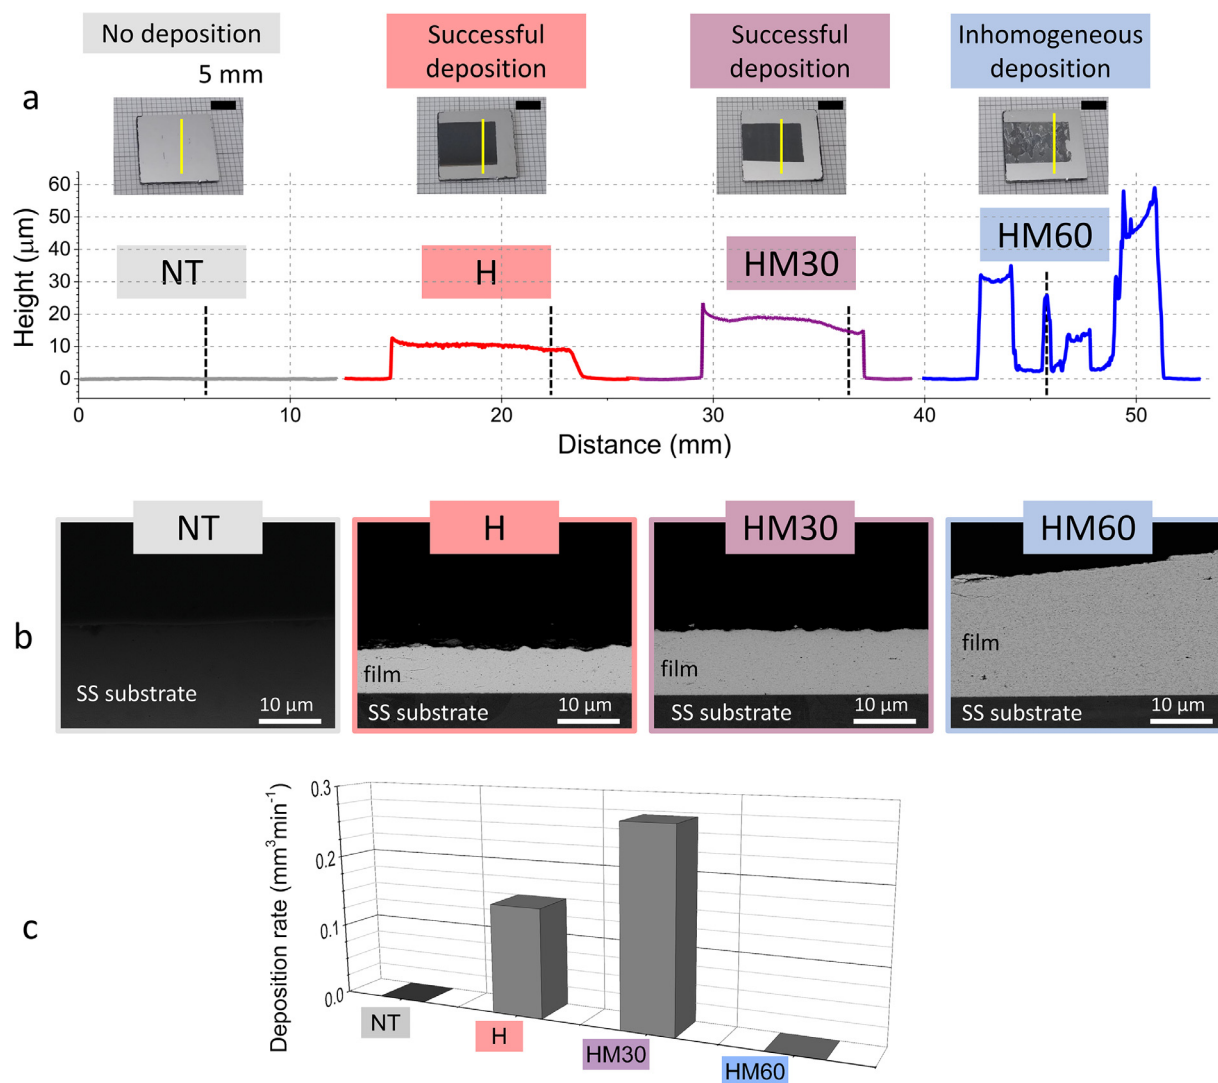 No deposition
Successful
deposition
Successful
deposition
Inhomogeneous
deposition
5 mm
a
Height (μm)
60
50
40
30
20
10
0
NT
H
HM30
HM60
0
10
20
30
40
50
Distance (mm)
b
NT
H
HM30
HM60
SS substrate
10 μm
film
SS substrate
10 μm
film
SS substrate
10 μm
film
SS substrate
10 μm
c
Deposition rate (mm³min⁻¹)
0.3
0.2
0.1
0.0
NT
H
HM30
HM60